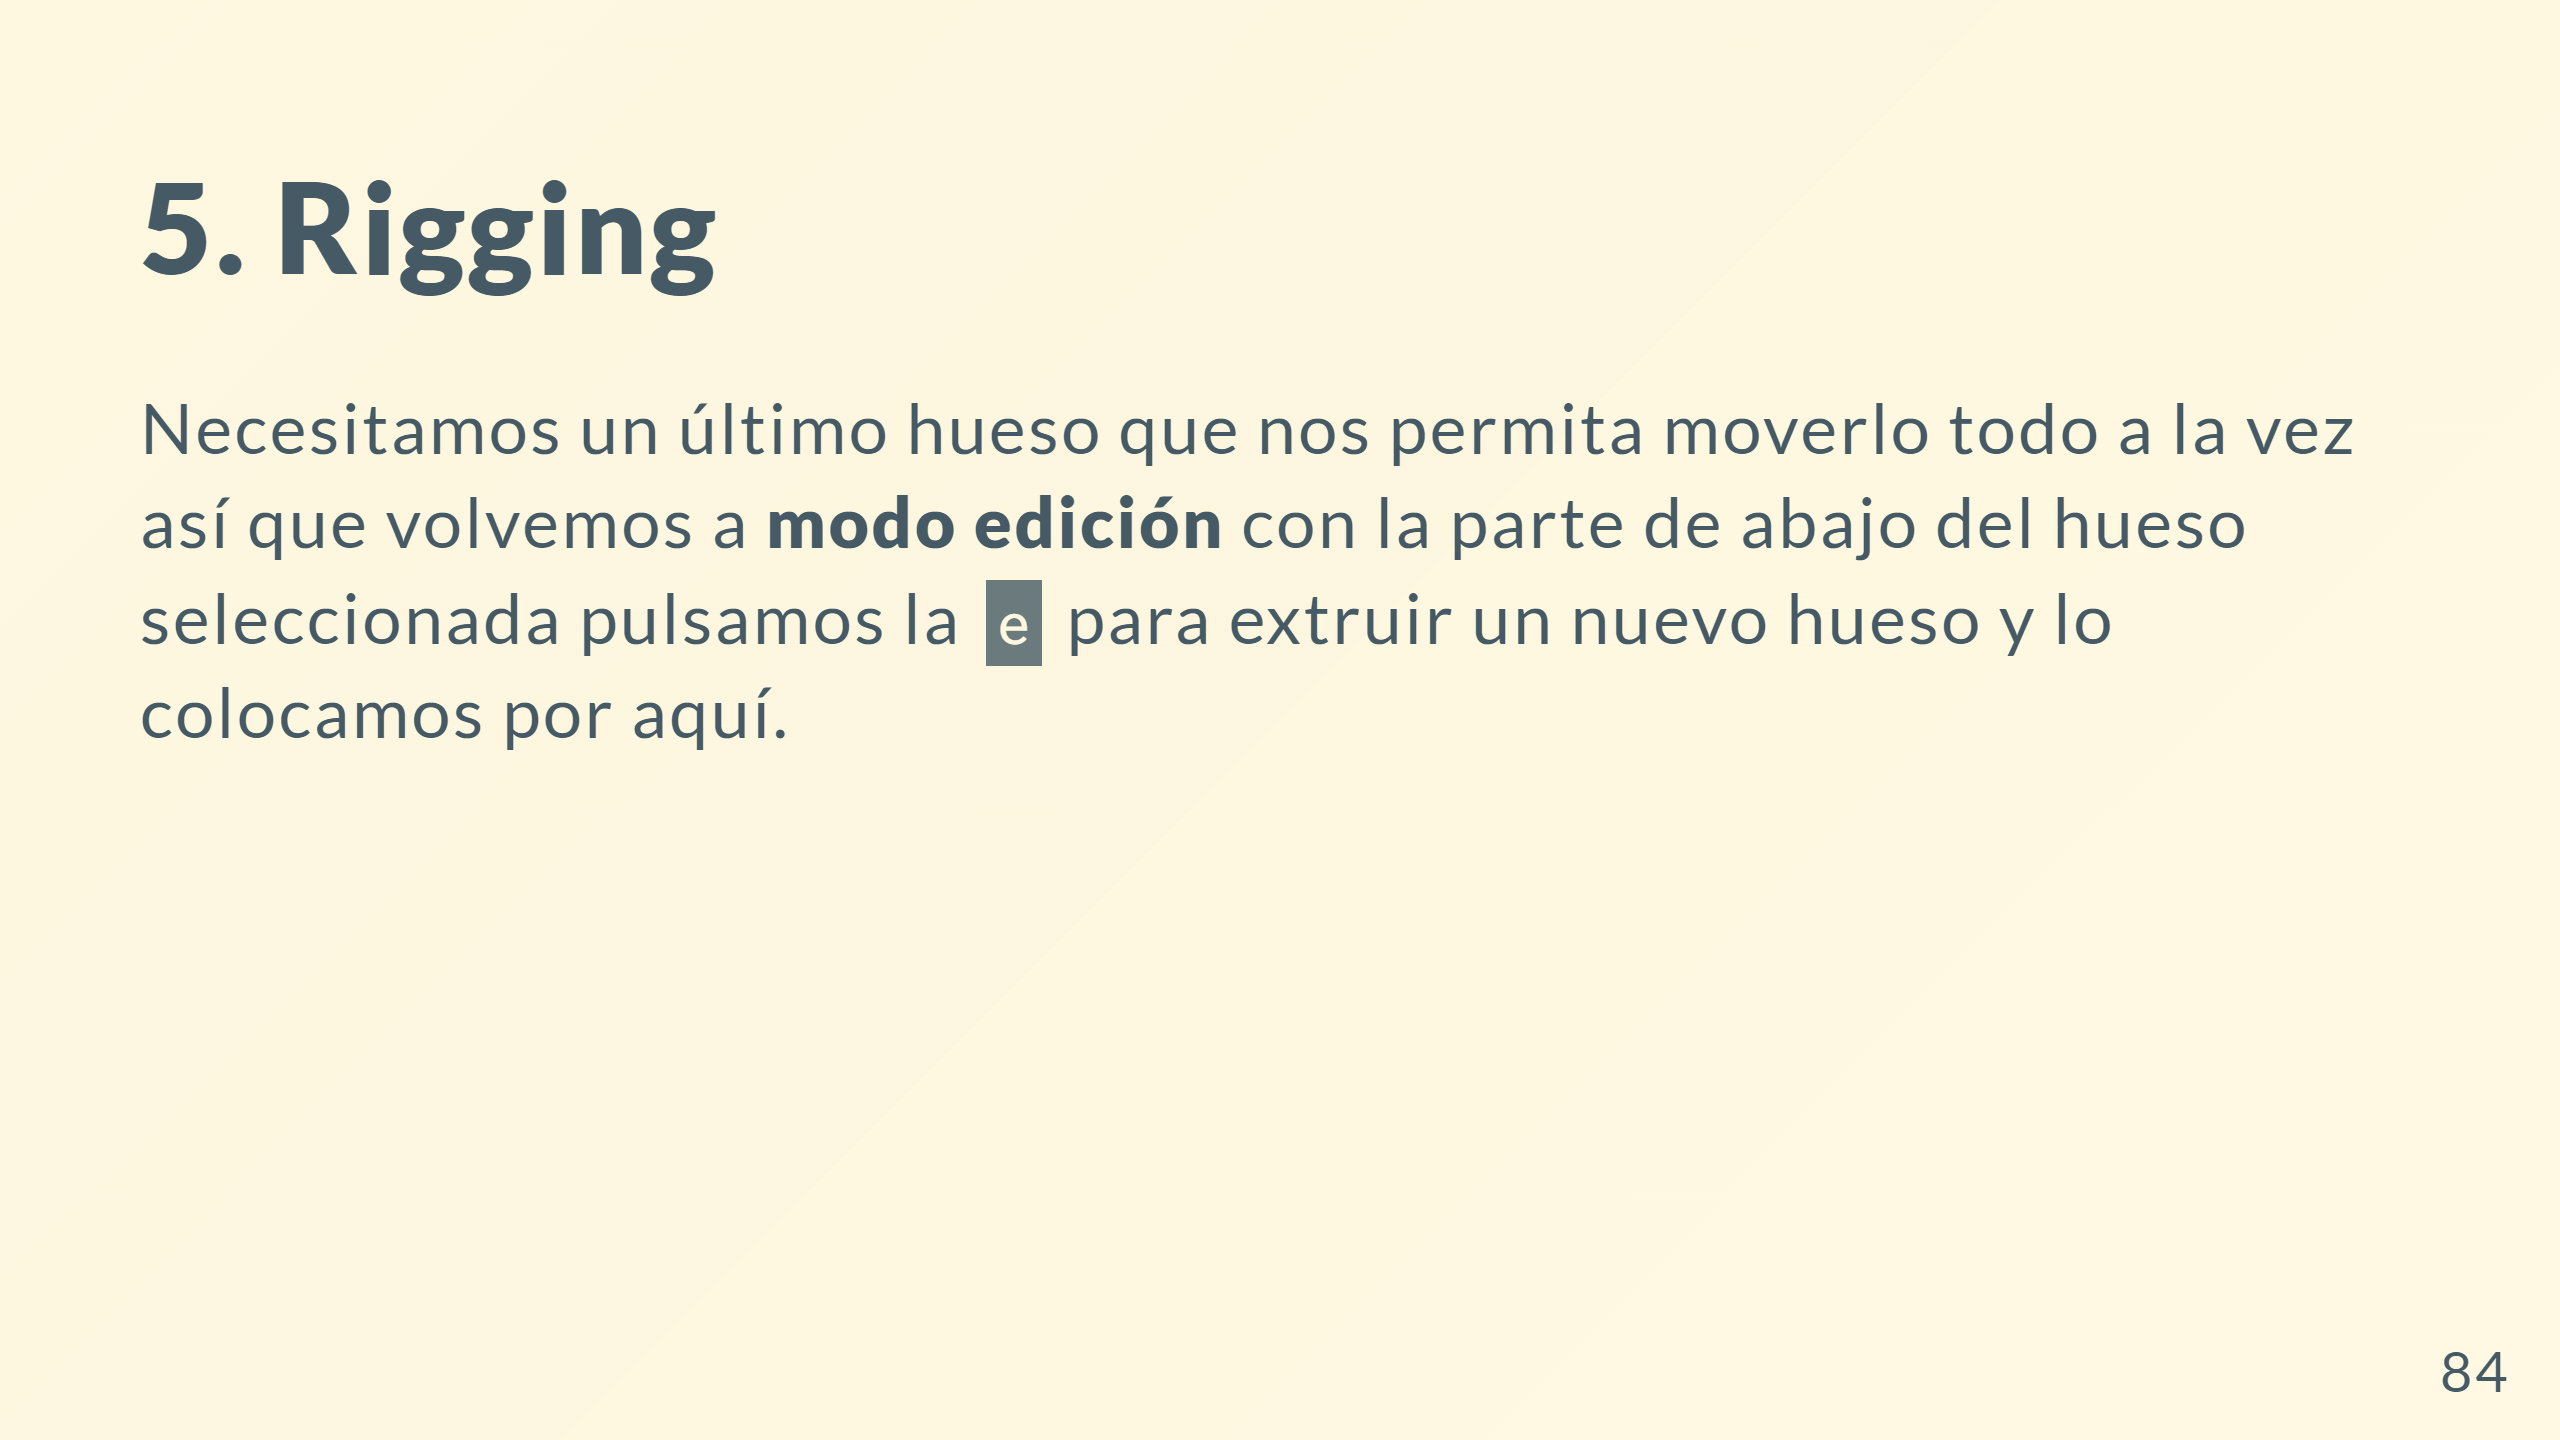 5. Rigging
Necesitamos un último hueso que nos permita moverlo todo a la vez
así que volvemos a modo edición con la parte de abajo del hueso
seleccionada pulsamos la e para extruir un nuevo hueso y lo
colocamos por aquí.
84